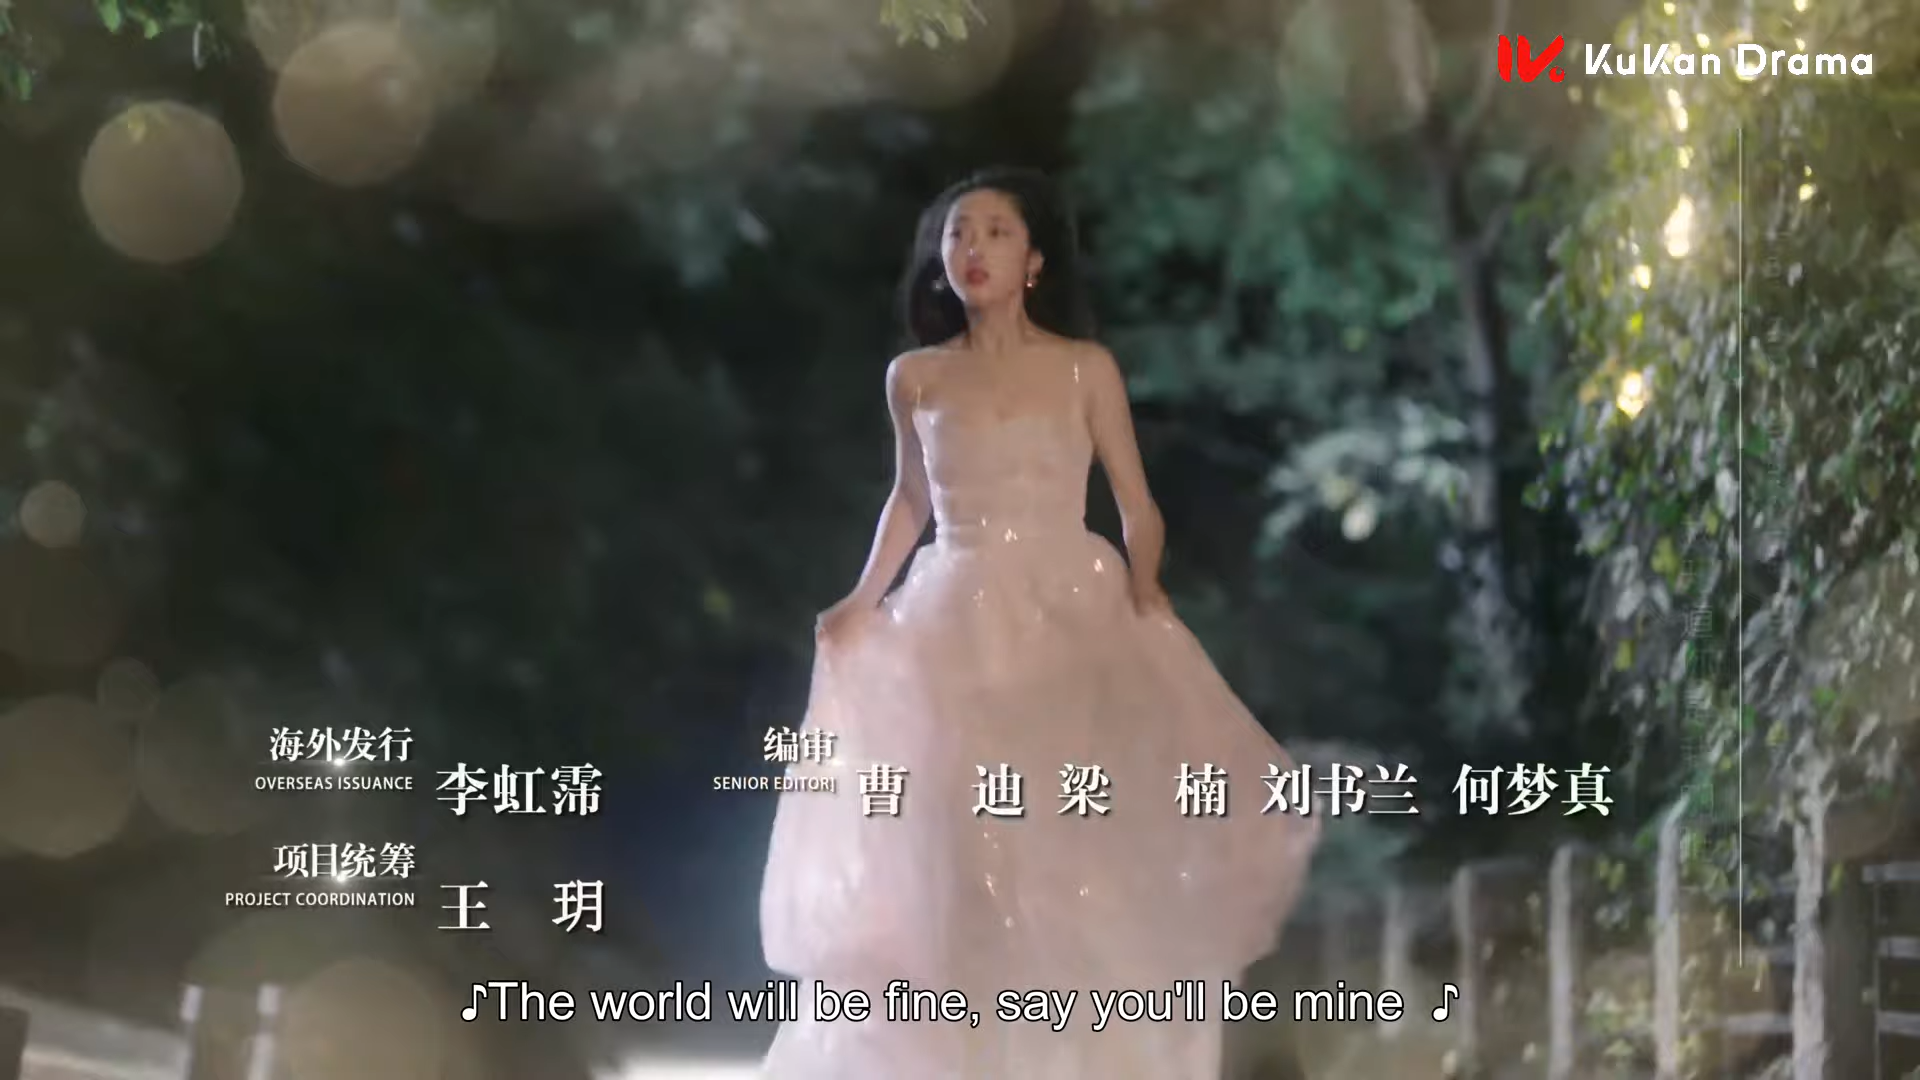 KuKan Drama
海外发行
OVERSEAS ISSUANCE
李虹霈
编审
SENIOR EDITOR]
曹 迪 梁 楠 刘书兰 何梦真
项目统筹
PROJECT COORDINATION
王 玥
♪The world will be fine, say you'll be mine ♪